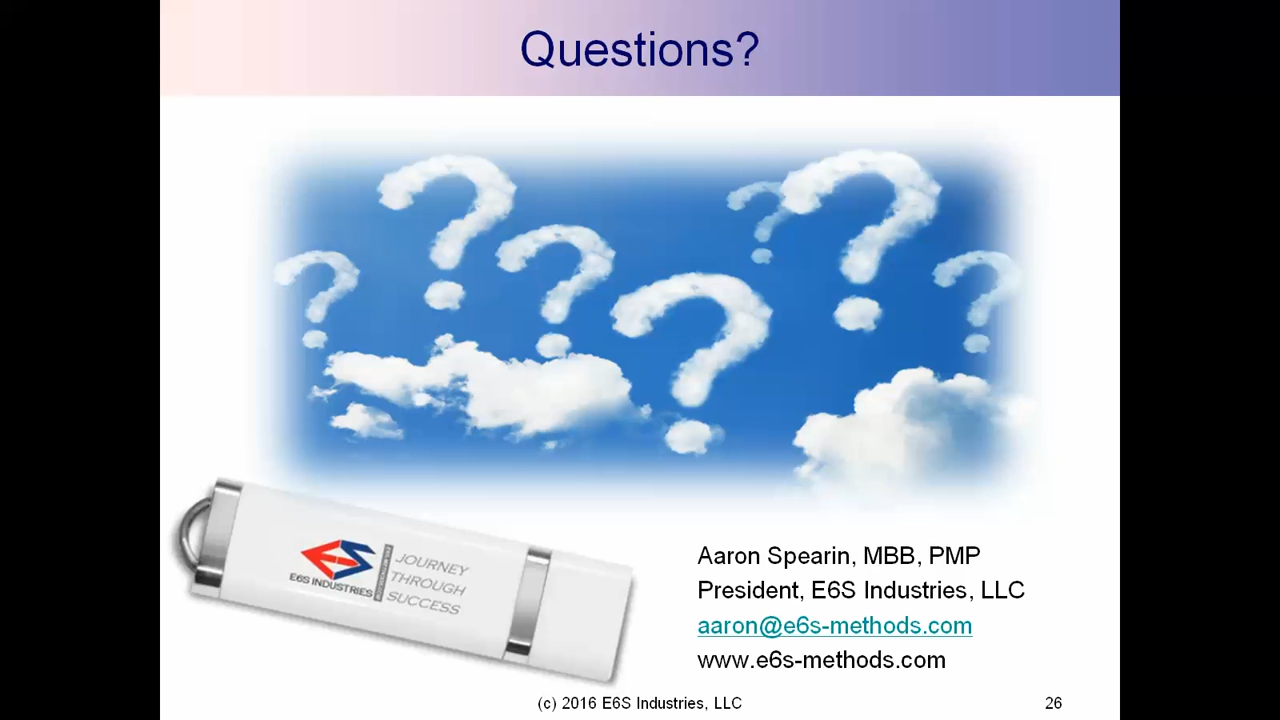 Questions?
E6S INDUSTRIES
JOURNEY
THROUGH
SUCCESS
Aaron Spearin, MBB, PMP
President, E6S Industries, LLC
aaron@e6s-methods.com
www.e6s-methods.com
(c) 2016 E6S Industries, LLC
26